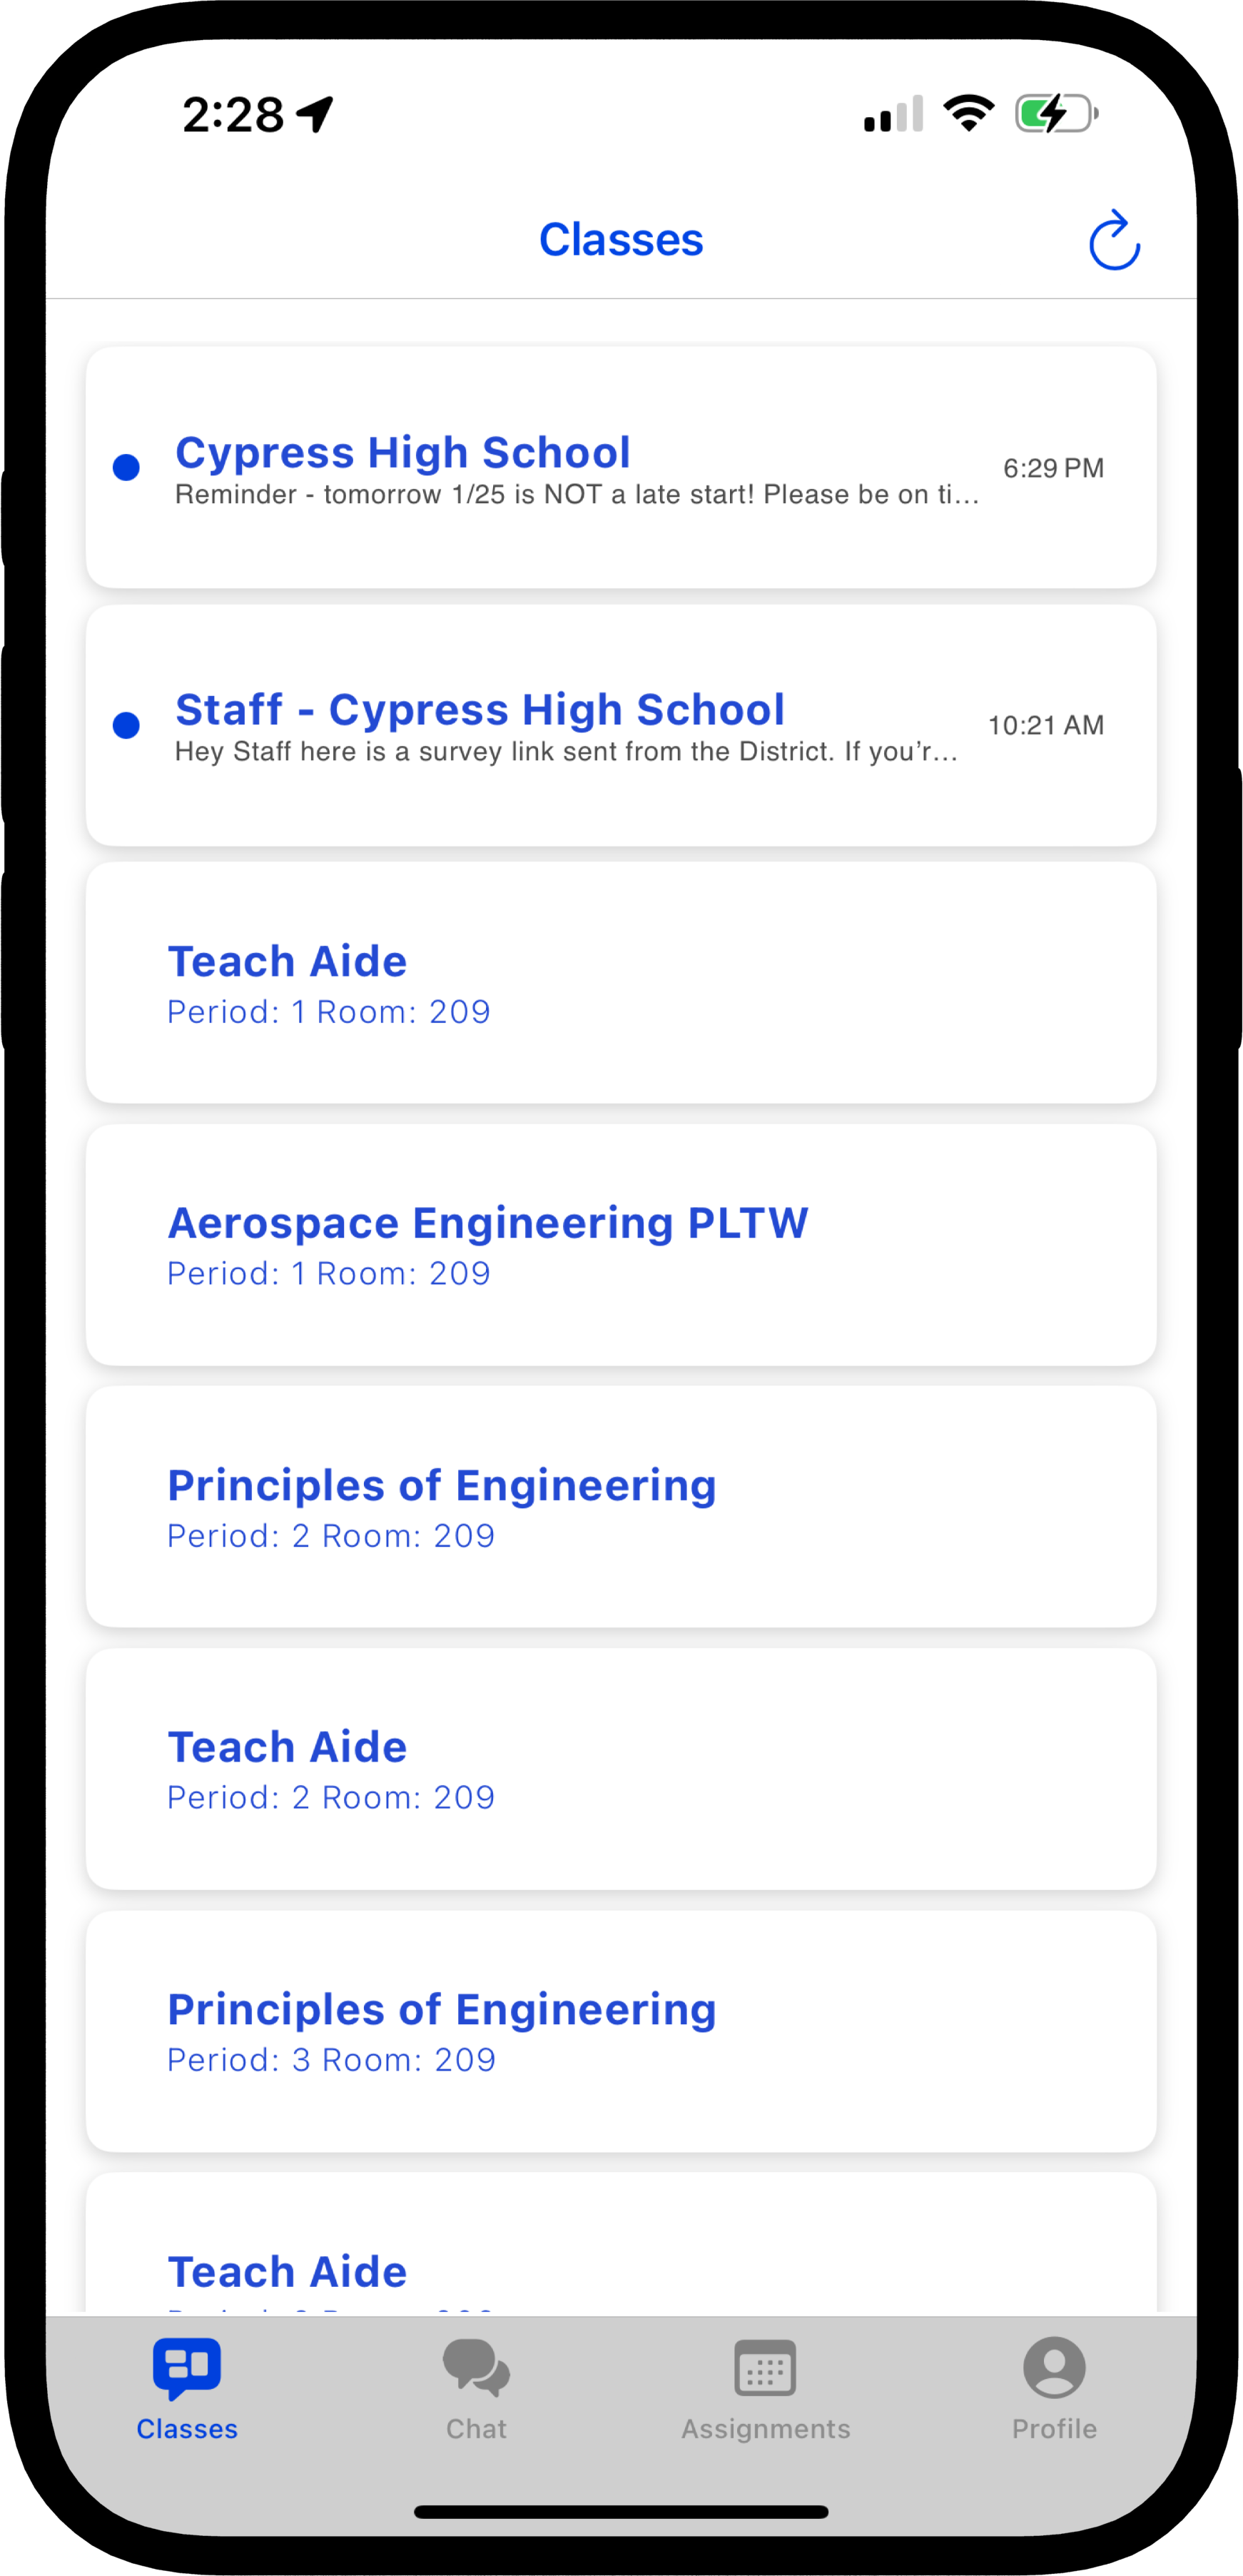 2:28
Classes
Cypress High School
6:29 PM
Reminder - tomorrow 1/25 is NOT a late start! Please be on ti...
Staff - Cypress High School
10:21 AM
Hey Staff here is a survey link sent from the District. If you'r...
Teach Aide
Period: 1 Room: 209
Aerospace Engineering PLTW
Period: 1 Room: 209
Principles of Engineering
Period: 2 Room: 209
Teach Aide
Period: 2 Room: 209
Principles of Engineering
Period: 3 Room: 209
Teach Aide
Classes
Chat
Assignments
Profile